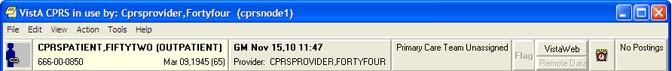 VistA CPRS in use by: Cprsprovider,Fortyfour (cprsnode1)
File Edit View Action Tools Help
CPRSPATIENT,FIFTYTWO (OUTPATIENT) GM Nov 15,10 11:47 Primary Care Team Unassigned Flag VistaWeb No Postings
666-00-0850 Mar 09,1945 (65) Provider: CPRSPROVIDER,FORTYFOUR Remote Data